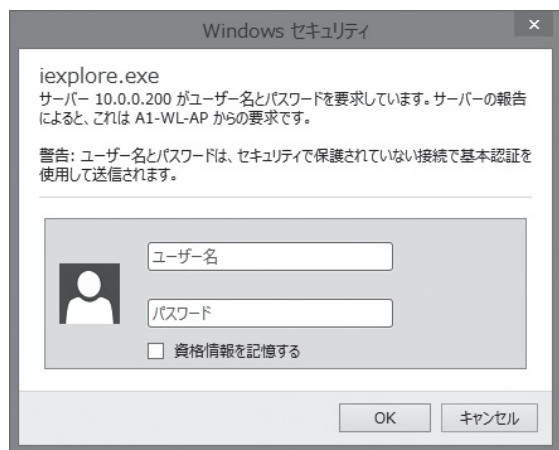 Windows セキュリティ
×
iexplore.exe
サーバー 10.0.0.200 がユーザー名とパスワードを要求しています。サーバーの報告
によると、これは A1-WL-AP からの要求です。
警告: ユーザー名とパスワードは、セキュリティで保護されていない接続で基本認証を
使用して送信されます。
ユーザー名
パスワード
資格情報を記憶する
OK キャンセル